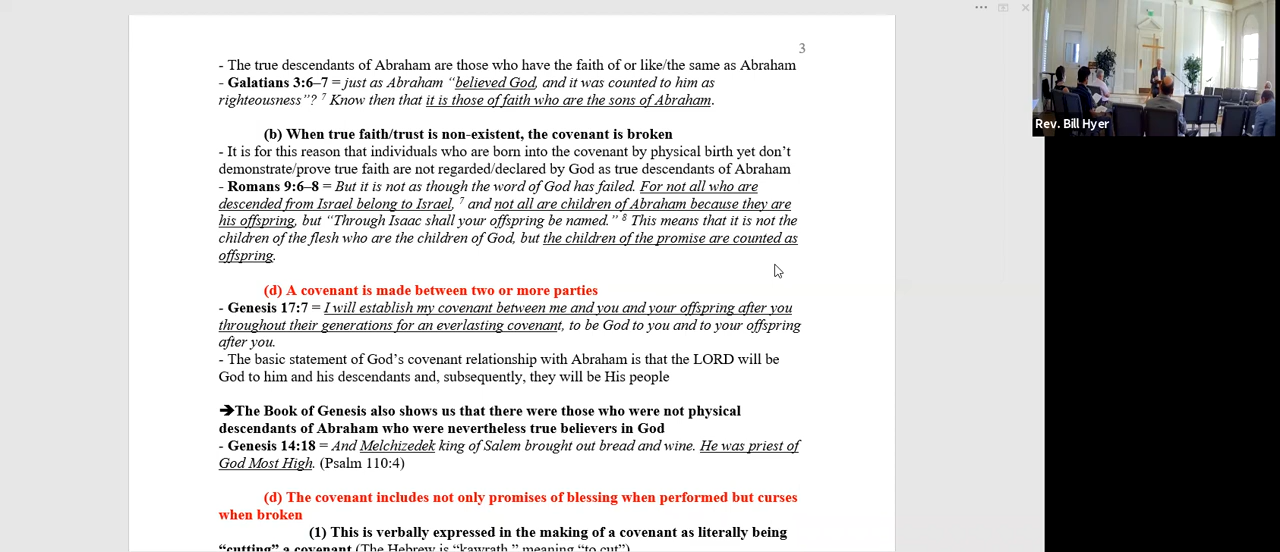 3
- The true descendants of Abraham are those who have the faith of or like/the same as Abraham
- Galatians 3:6–7 = just as Abraham “believed God, and it was counted to him as
righteousness”? 7 Know then that it is those of faith who are the sons of Abraham.
(b) When true faith/trust is non-existent, the covenant is broken
- It is for this reason that individuals who are born into the covenant by physical birth yet don’t
demonstrate/prove true faith are not regarded/declared by God as true descendants of Abraham
- Romans 9:6–8 = But it is not as though the word of God has failed. For not all who are
descended from Israel belong to Israel, 7 and not all are children of Abraham because they are
his offspring, but “Through Isaac shall your offspring be named.” 8 This means that it is not the
children of the flesh who are the children of God, but the children of the promise are counted as
offspring.
(d) A covenant is made between two or more parties
- Genesis 17:7 = I will establish my covenant between me and you and your offspring after you
throughout their generations for an everlasting covenant, to be God to you and to your offspring
after you.
- The basic statement of God’s covenant relationship with Abraham is that the LORD will be
God to him and his descendants and, subsequently, they will be His people
➔The Book of Genesis also shows us that there were those who were not physical
descendants of Abraham who were nevertheless true believers in God
- Genesis 14:18 = And Melchizedek king of Salem brought out bread and wine. He was priest of
God Most High. (Psalm 110:4)
(d) The covenant includes not only promises of blessing when performed but curses
when broken
(1) This is verbally expressed in the making of a covenant as literally being
“cutting” a covenant (The Hebrew is “kawrath,” meaning “to cut”)
Rev. Bill Hyer